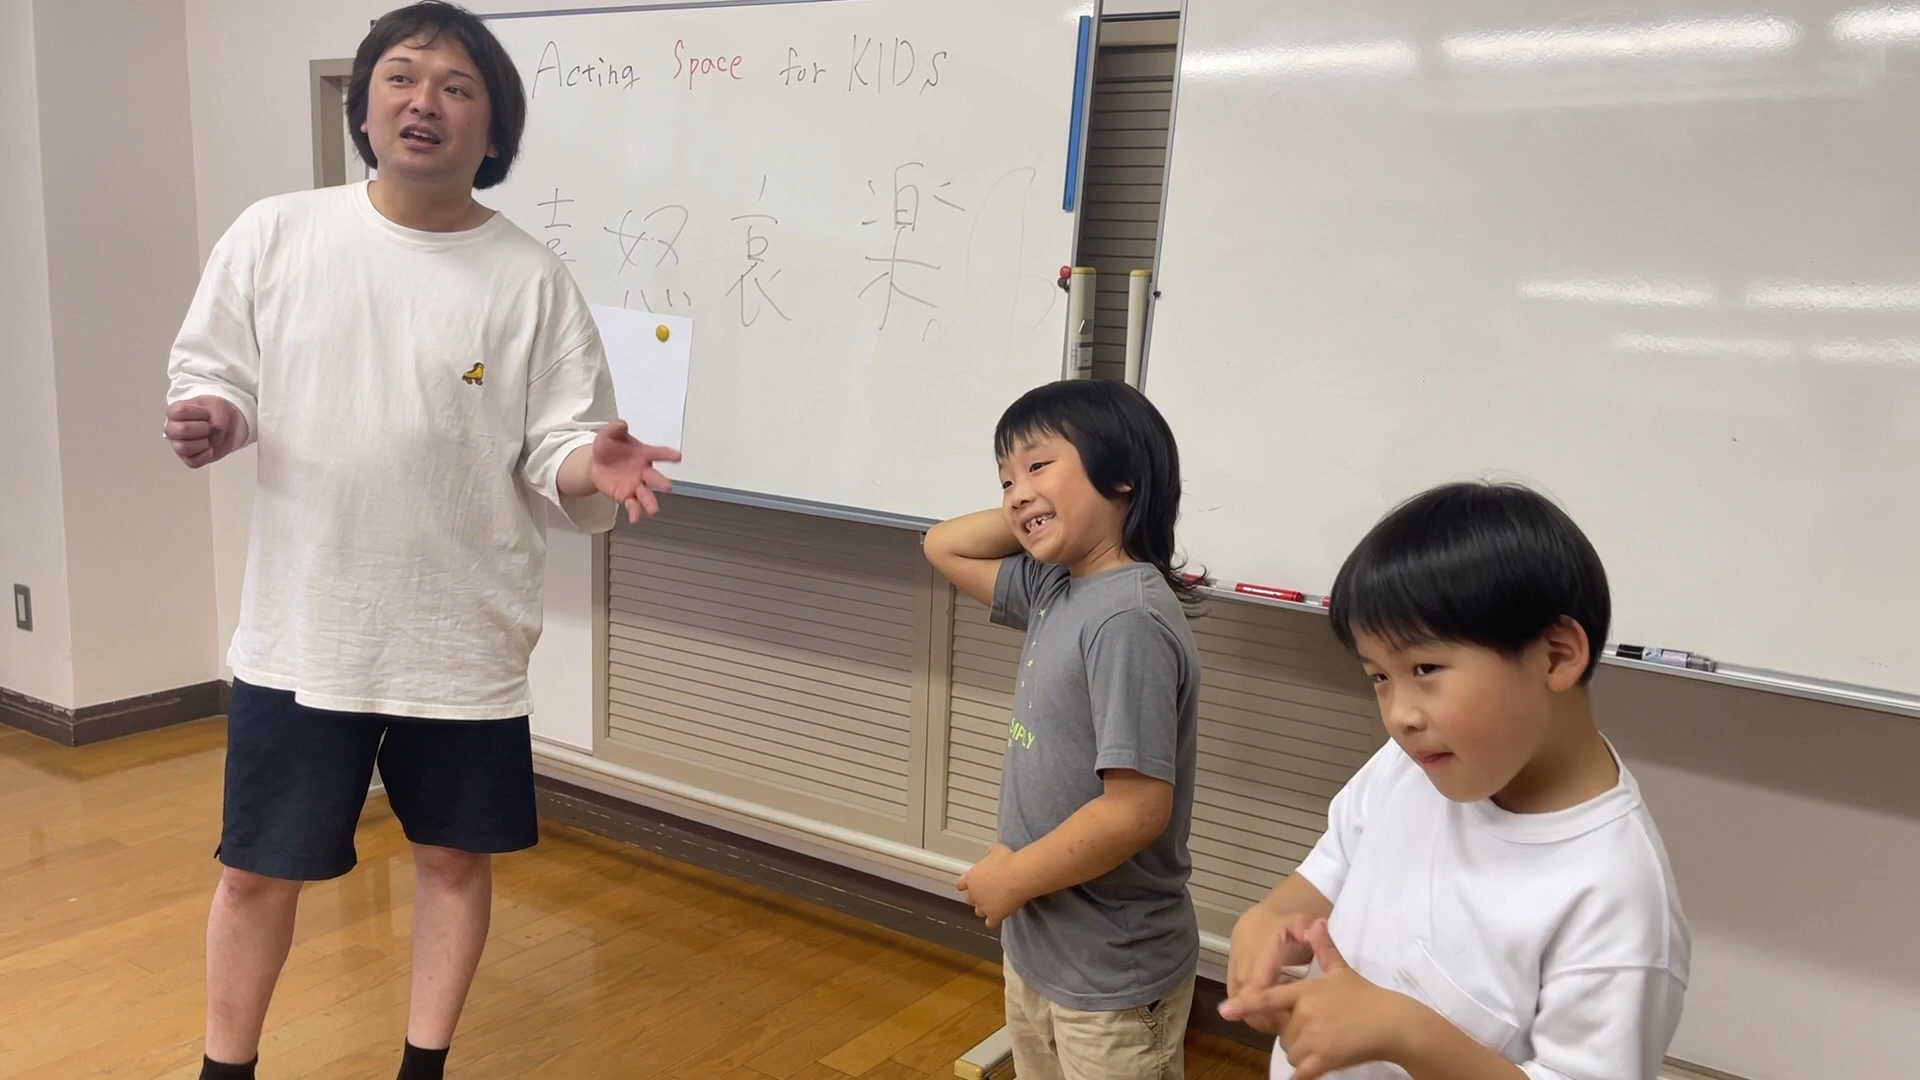 Acting Space for KIDs
喜怒哀楽